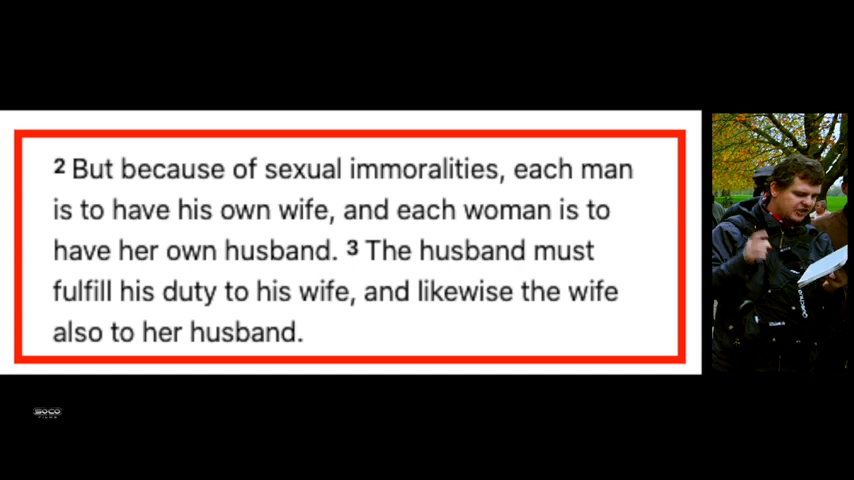 2 But because of sexual immoralities, each man
is to have his own wife, and each woman is to
have her own husband. 3 The husband must
fulfill his duty to his wife, and likewise the wife
also to her husband.
SOCO
FILMS